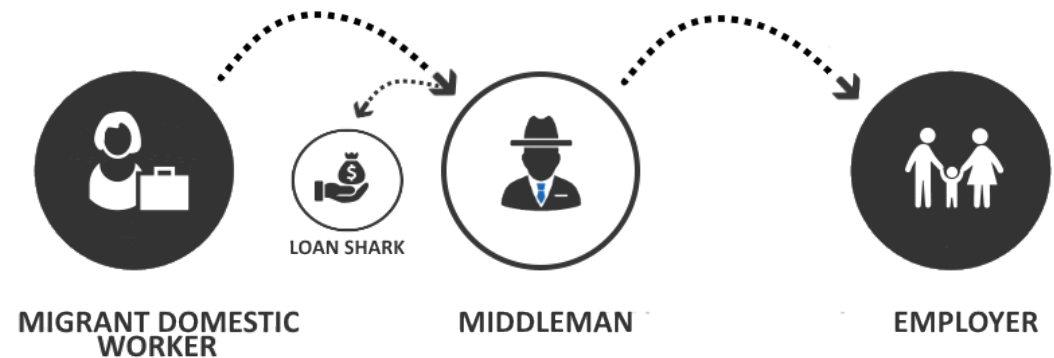 $
LOAN SHARK
MIGRANT DOMESTIC
WORKER
MIDDLEMAN
EMPLOYER